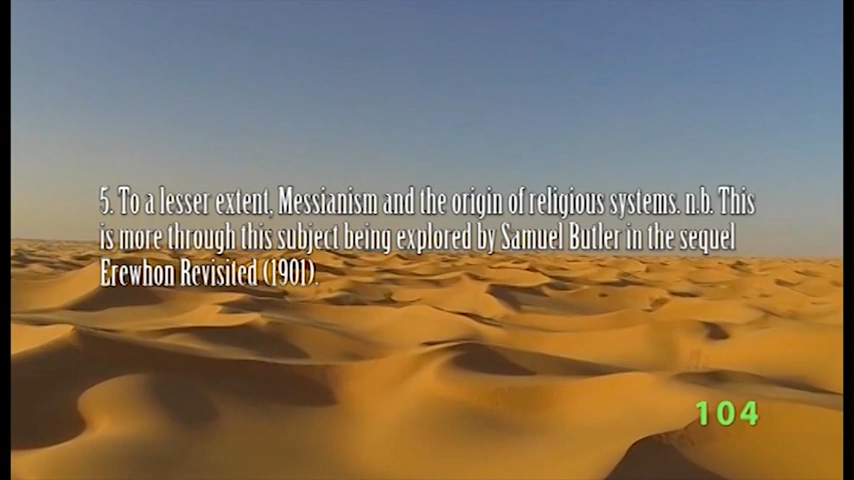 5. To a lesser extent, Messianism and the origin of religious systems. n.b. This
is more through this subject being explored by Samuel Butler in the sequel
Erewhon Revisited (1901).
104